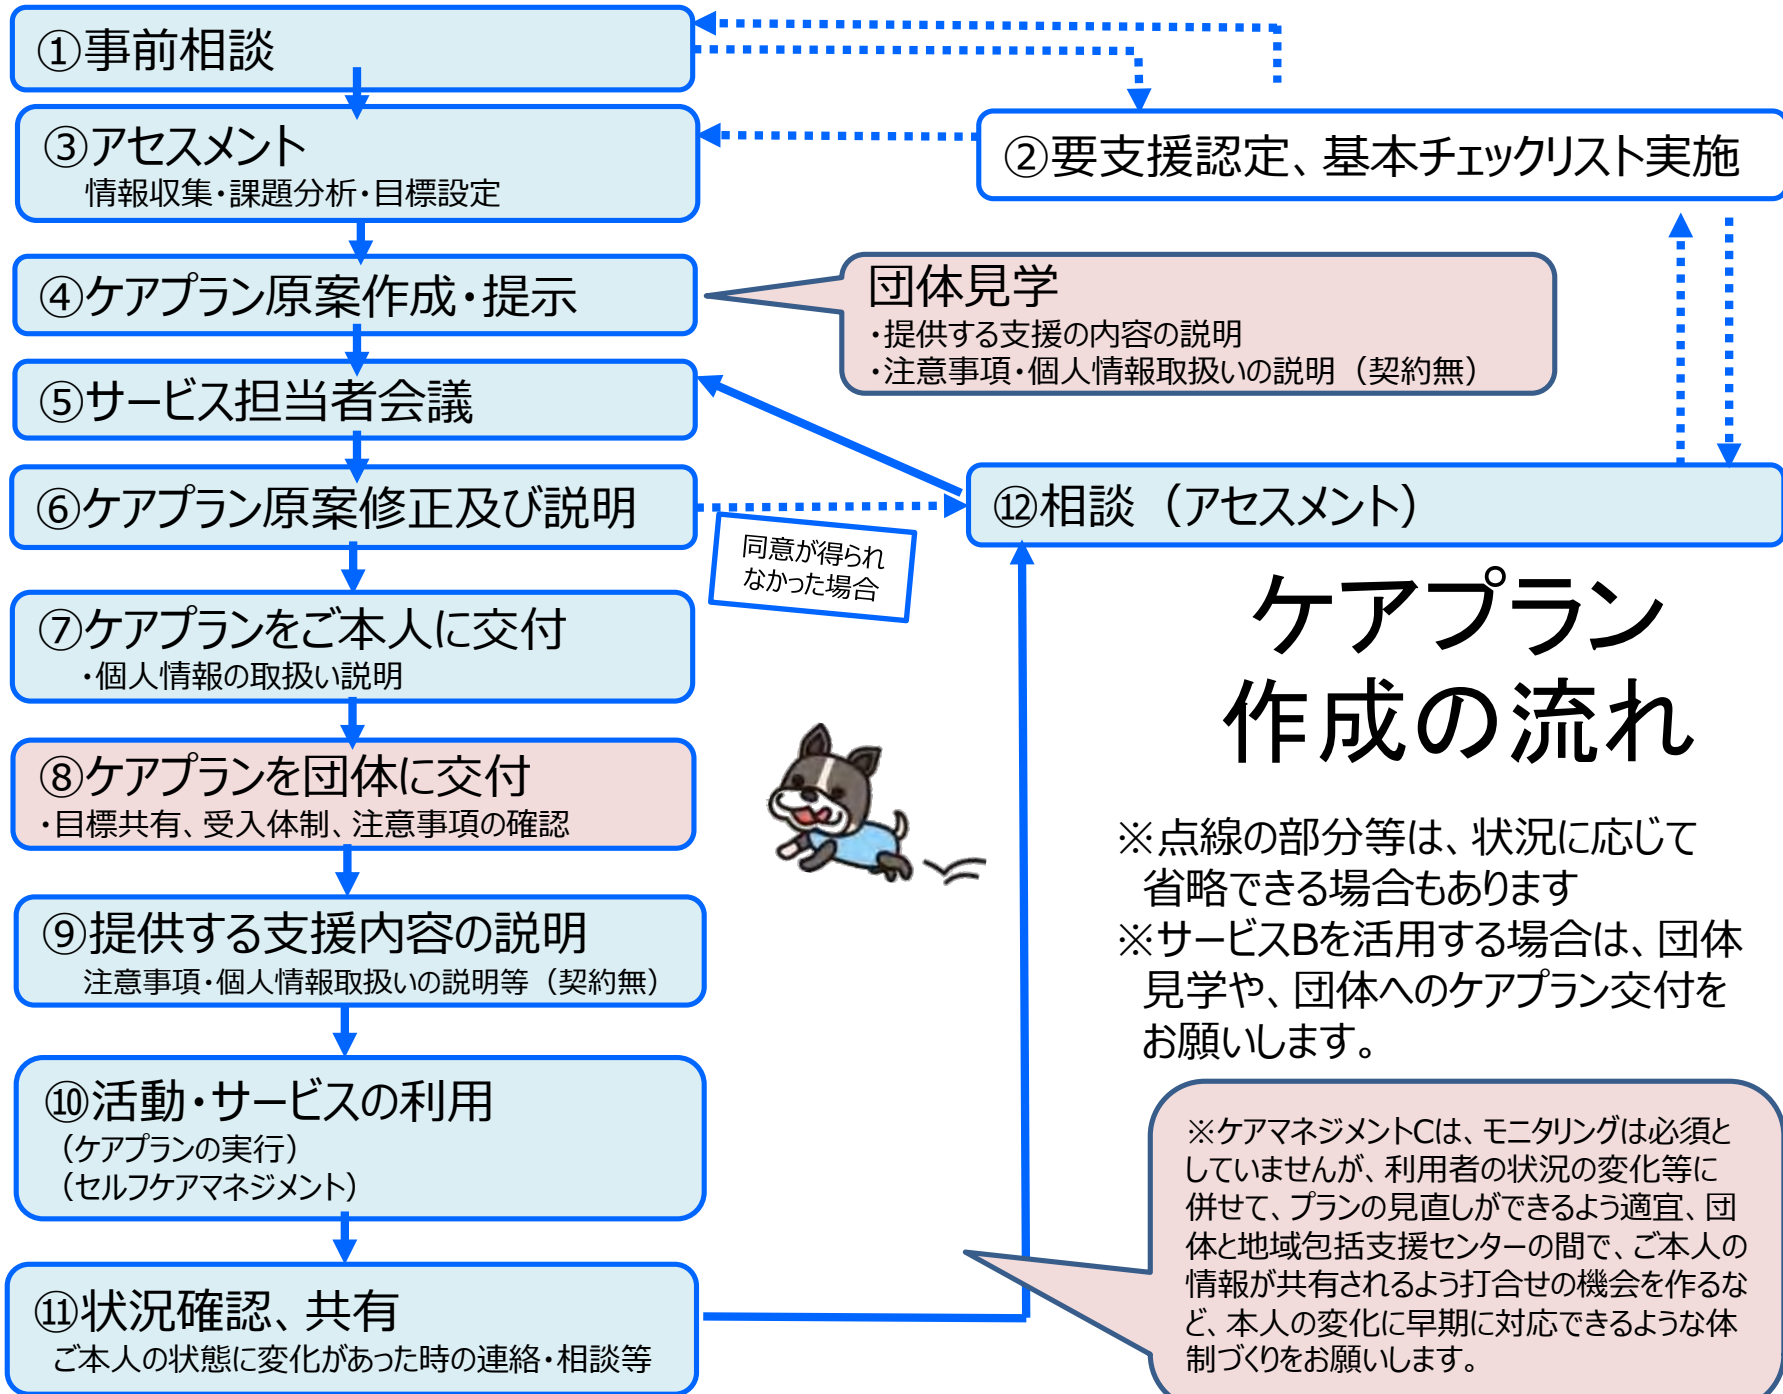 ①事前相談
③アセスメント
情報収集・課題分析・目標設定
②要支援認定、基本チェックリスト実施
④ケアプラン原案作成・提示
団体見学
・提供する支援の内容の説明
・注意事項・個人情報取扱いの説明（契約無）
⑤サービス担当者会議
⑥ケアプラン原案修正及び説明
同意が得られ
なかった場合
⑫相談（アセスメント）
⑦ケアプランをご本人に交付
・個人情報の取扱い説明
⑧ケアプランを団体に交付
・目標共有、受入体制、注意事項の確認
⑨提供する支援内容の説明
注意事項・個人情報取扱いの説明等（契約無）
⑩活動・サービスの利用
（ケアプランの実行）
（セルフケアマネジメント）
⑪状況確認、共有
ご本人の状態に変化があった時の連絡・相談等
ケアプラン
作成の流れ
※点線の部分等は、状況に応じて
省略できる場合もあります
※サービスBを活用する場合は、団体
見学や、団体へのケアプラン交付を
お願いします。
※ケアマネジメントCは、モニタリングは必須と
していませんが、利用者の状況の変化等に
併せて、プランの見直しができるよう適宜、団
体と地域包括支援センターの間で、ご本人の
情報が共有されるよう打合せの機会を作るな
ど、本人の変化に早期に対応できるような体
制づくりをお願いします。